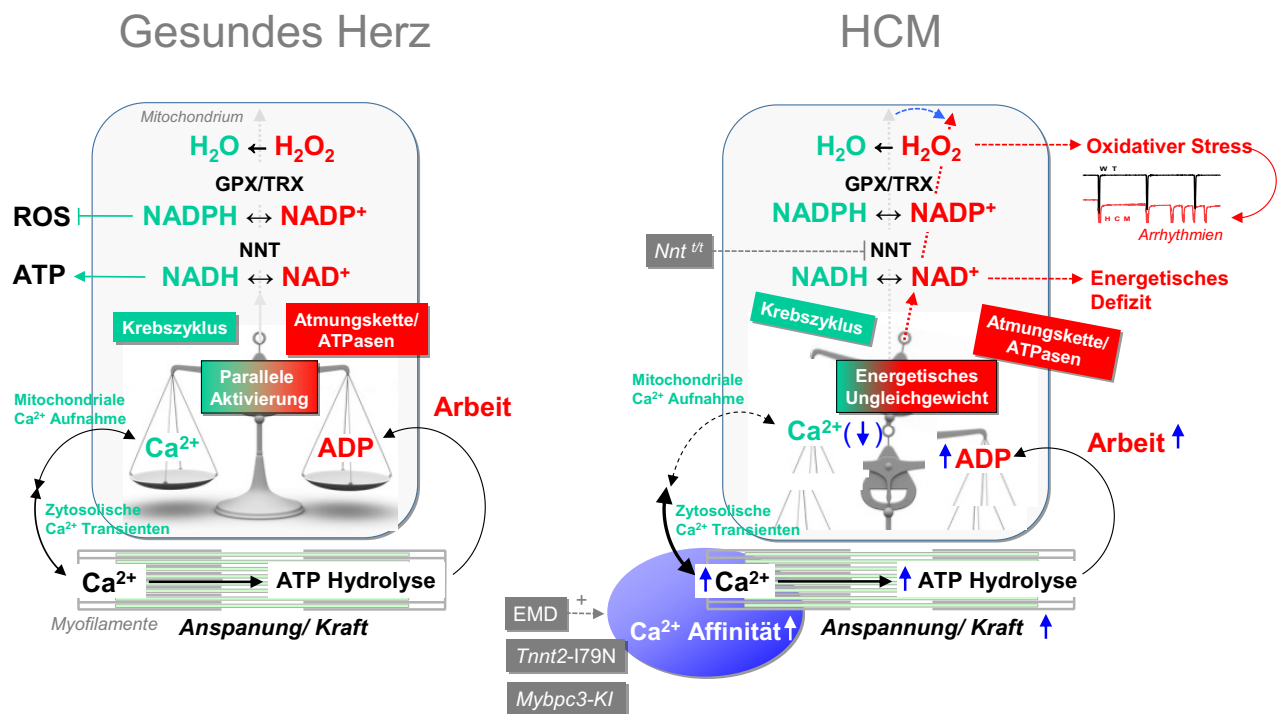 Gesundes Herz
Mitochondrium
H₂O ← H₂O₂
GPX/TRX
ROS
NADPH ↔ NADP⁺
NNT
ATP
NADH ↔ NAD⁺
Krebszyklus
Atmungskette/
ATPasen
Parallele
Aktivierung
Mitochondriale
Ca²⁺ Aufnahme
Ca²⁺
ADP
Arbeit
Zytosolische
Ca²⁺ Transienten
Ca²⁺
ATP Hydrolyse
Myofilamente
Anspanung/ Kraft
HCM
H₂O ← H₂O₂
Oxidativer Stress
WT
HCM
Arrhythmien
GPX/TRX
NADPH ↔ NADP⁺
Nnt t/t
NNT
NADH ↔ NAD⁺
Energetisches
Defizit
Krebszyklus
Atmungskette/
ATPasen
Energetisches
Ungleichgewicht
Mitochondriale
Ca²⁺ Aufnahme
Ca²⁺(↓)
↑ADP
Arbeit ↑
Zytosolische
Ca²⁺ Transienten
↑Ca²⁺
↑ ATP Hydrolyse
EMD
+
Ca²⁺ Affinität↑
Anspannung/ Kraft ↑
Tnnt2-I79N
Mybpc3-KI